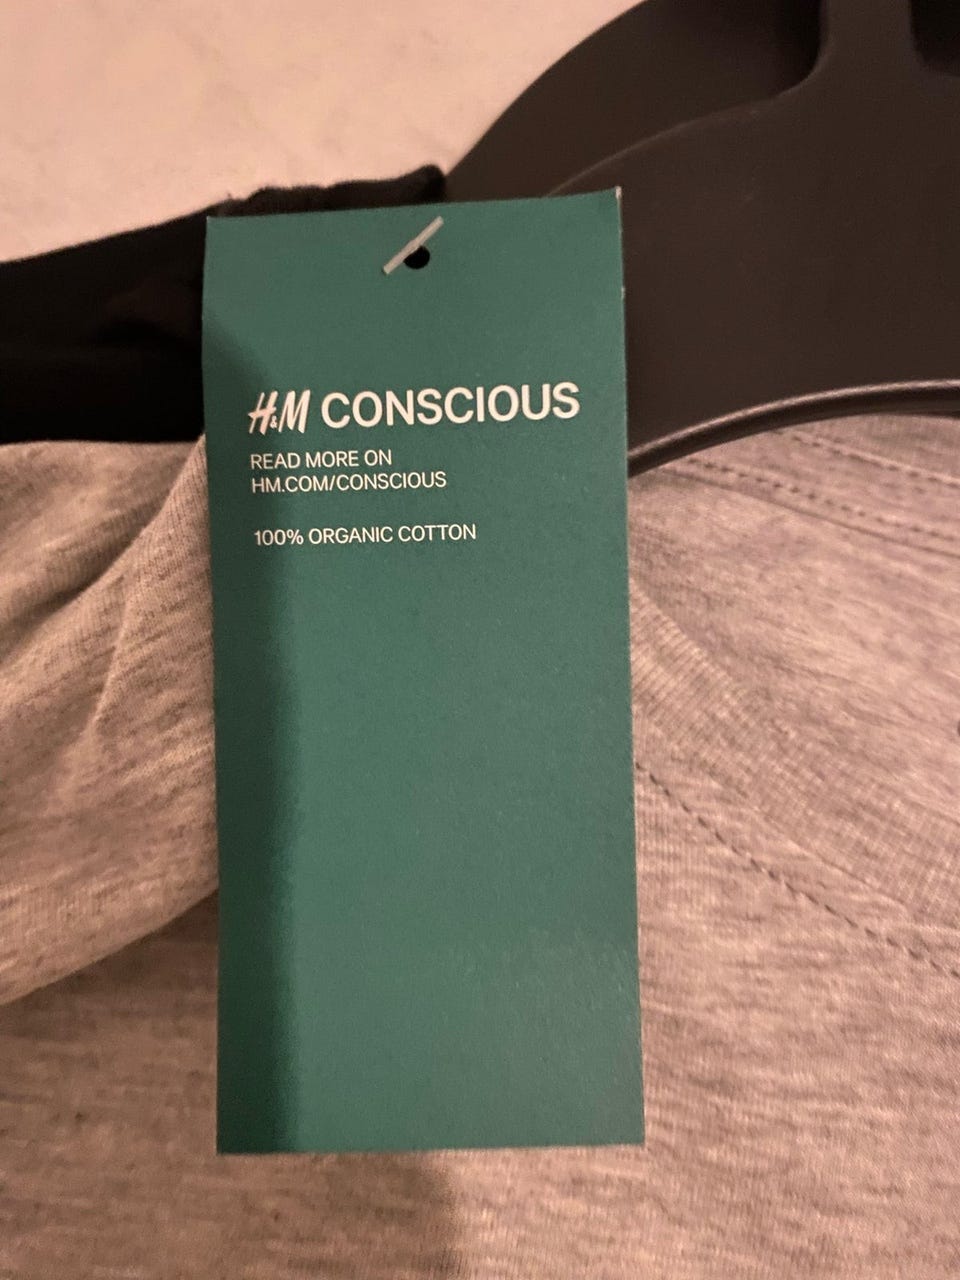 H&M CONSCIOUS
READ MORE ON
HM.COM/CONSCIOUS
100% ORGANIC COTTON